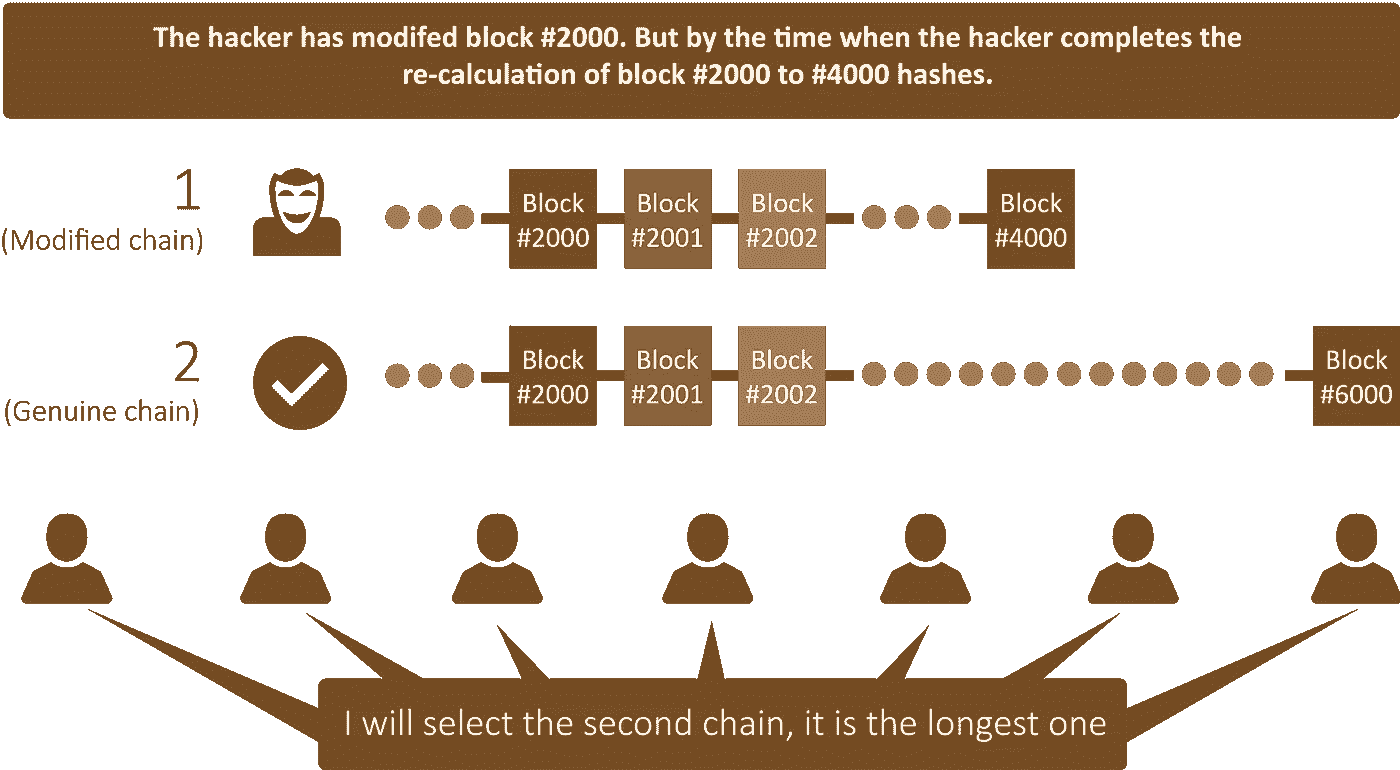 The hacker has modifed block #2000. But by the time when the hacker completes the
re-calculation of block #2000 to #4000 hashes.
1
(Modified chain)
Block
#2000
Block
#2001
Block
#2002
Block
#4000
2
(Genuine chain)
Block
#2000
Block
#2001
Block
#2002
Block
#6000
I will select the second chain, it is the longest one